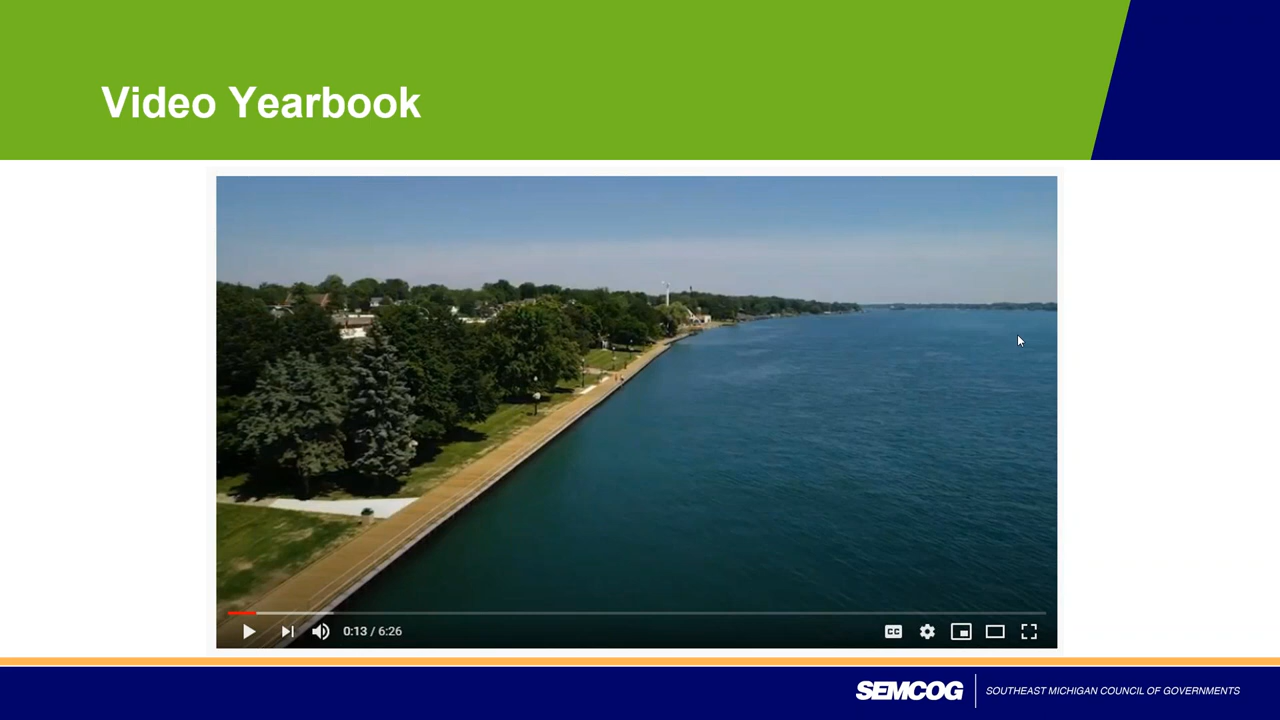 Video Yearbook
0:13 / 6:26
CC
SEMCOG
SOUTHEAST MICHIGAN COUNCIL OF GOVERNMENTS